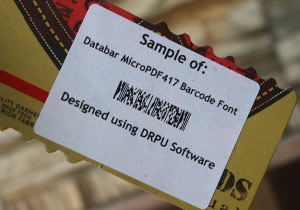 Sample of:
Databar MicroPDF417 Barcode Font
Designed using DRPU Software